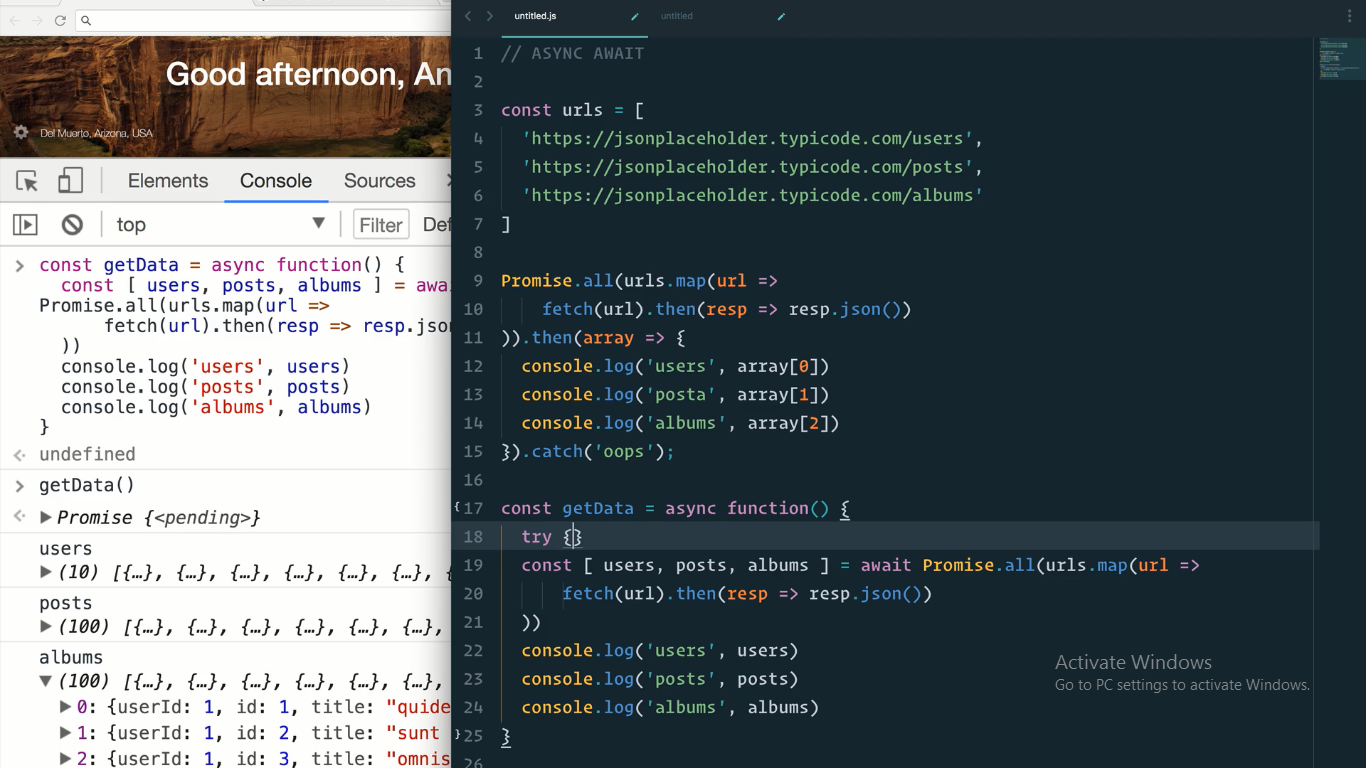 Good afternoon, An
Del Muerto, Arizona, USA
Elements Console Sources
top Filter Def
const getData = async function() {
const [ users, posts, albums ] = awa
Promise.all(urls.map(url =>
fetch(url).then(resp => resp.json
))
console.log('users', users)
console.log('posts', posts)
console.log('albums', albums)
}
undefined
getData()
Promise {<pending>}
users
(10) [{…}, {…}, {…}, {…}, {…}, {…}, {…},
posts
(100) [{…}, {…}, {…}, {…}, {…}, {…},
albums
(100) [{…}, {…}, {…}, {…}, {…}, {…},
0: {userId: 1, id: 1, title: "quide
1: {userId: 1, id: 2, title: "sunt
2: {userId: 1, id: 3, title: "omnis
untitled.js untitled
1 // ASYNC AWAIT
2
3 const urls = [
4 'https://jsonplaceholder.typicode.com/users',
5 'https://jsonplaceholder.typicode.com/posts',
6 'https://jsonplaceholder.typicode.com/albums'
7 ]
8
9 Promise.all(urls.map(url =>
10 fetch(url).then(resp => resp.json())
11 )).then(array => {
12 console.log('users', array[0])
13 console.log('posta', array[1])
14 console.log('albums', array[2])
15 }).catch('oops');
16
17 const getData = async function() {
18 try {}
19 const [ users, posts, albums ] = await Promise.all(urls.map(url =>
20 fetch(url).then(resp => resp.json())
21 ))
22 console.log('users', users)
23 console.log('posts', posts)
24 console.log('albums', albums)
25 }
26
Activate Windows
Go to PC settings to activate Windows.